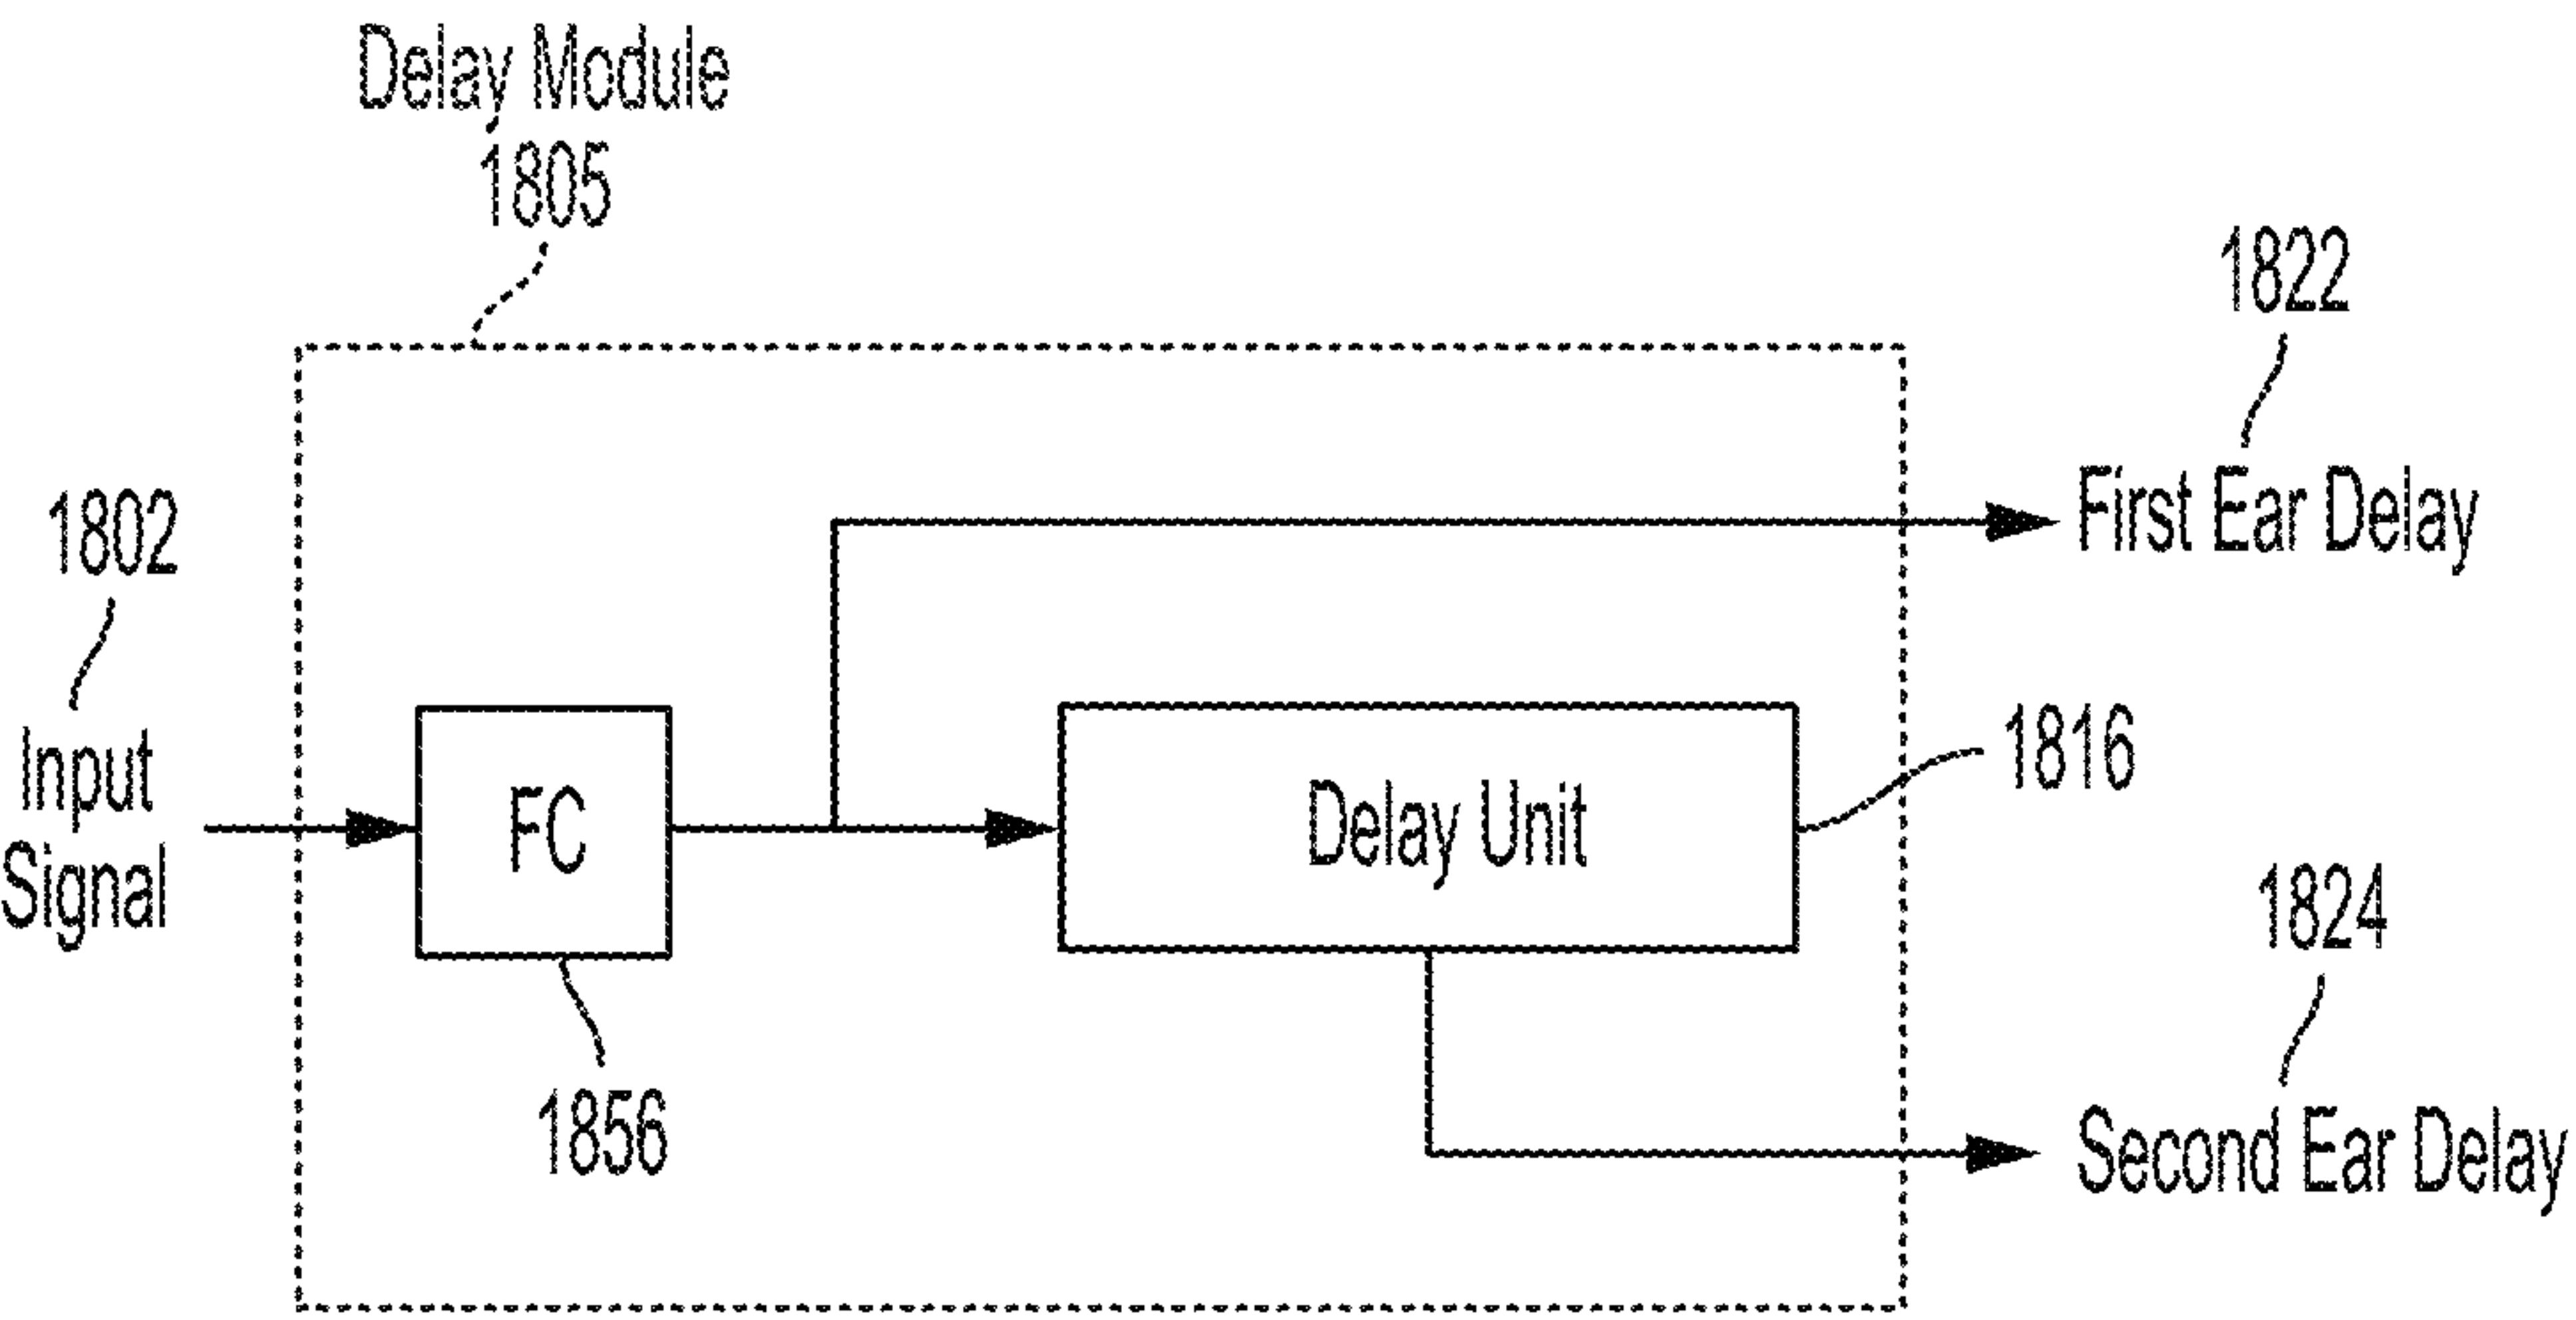 Delay Module
1805
1822
First Ear Delay
1802
Input
Signal
FC
Delay Unit
1816
1856
1824
Second Ear Delay